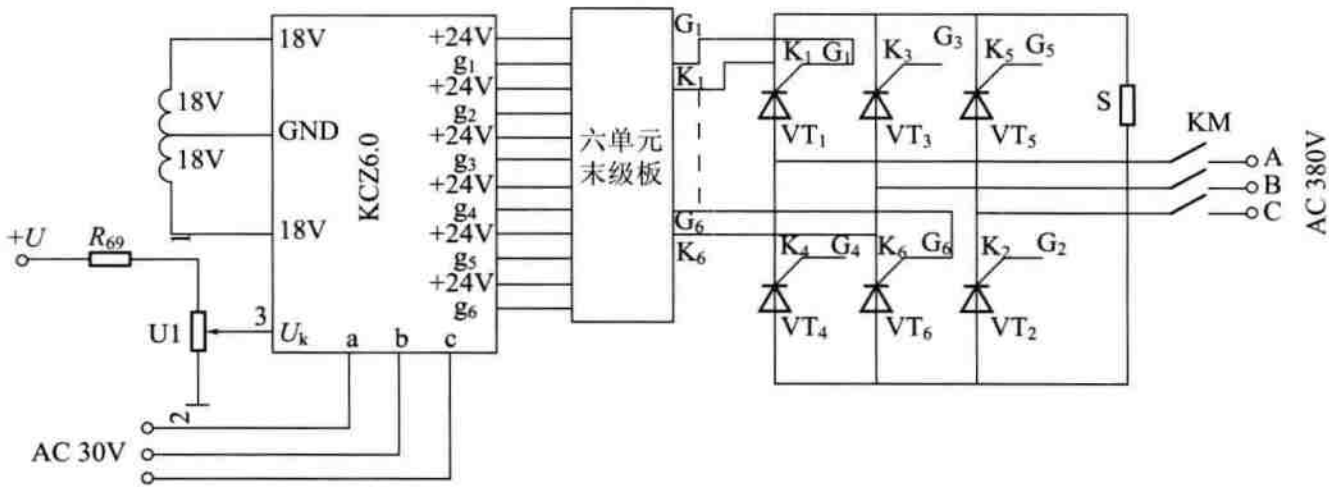 18V
18V
GND
18V
18V
+U
R69
U1
1
3
2
Uk
a
b
c
AC 30V
KCZ6.0
+24V
g1
+24V
g2
+24V
g3
+24V
g4
+24V
g5
+24V
g6
六单元
末级板
G1
K1
G6
K6
K1 G1
K3 G3
K5 G5
VT1
VT3
VT5
S
KM
A
B
C
AC 380V
K4 G4
K6 G6
K2 G2
VT4
VT6
VT2